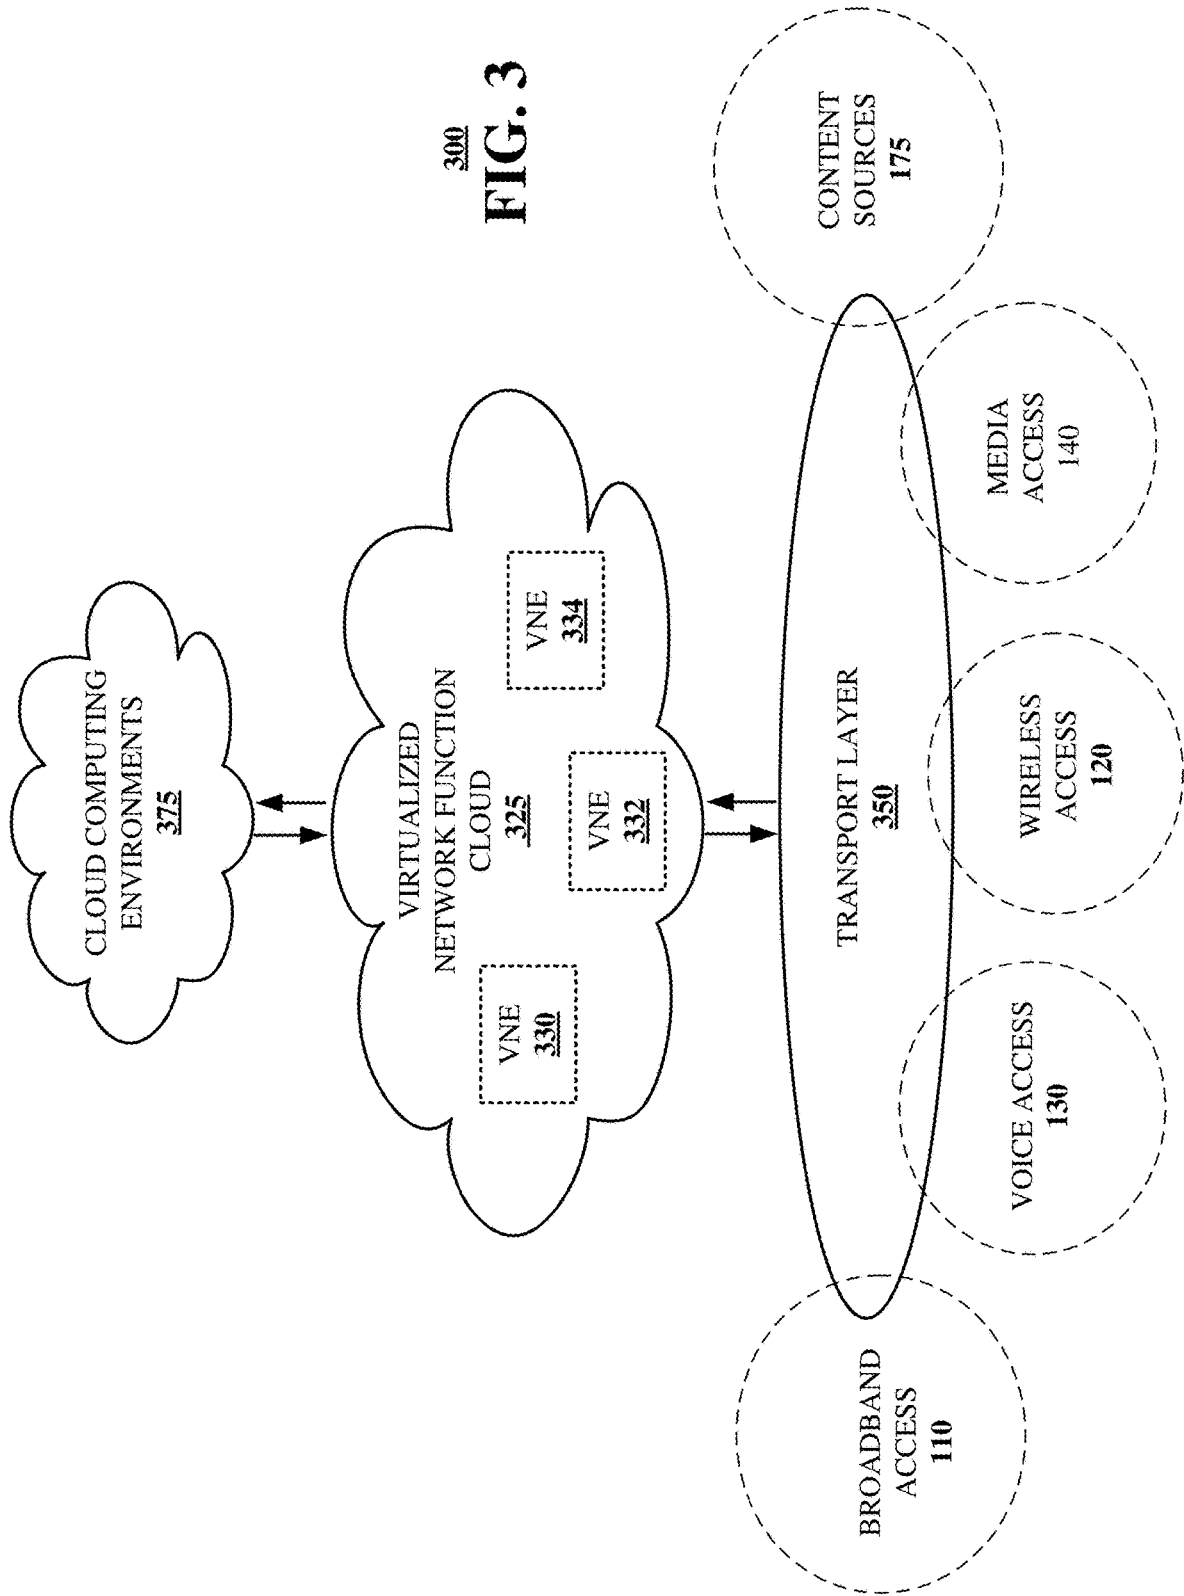 CLOUD COMPUTING
ENVIRONMENTS
375
VIRTUALIZED
NETWORK FUNCTION
CLOUD
325
VNE
330
VNE
332
VNE
334
300
FIG. 3
TRANSPORT LAYER
350
BROADBAND
ACCESS
110
VOICE ACCESS
130
WIRELESS
ACCESS
120
MEDIA
ACCESS
140
CONTENT
SOURCES
175